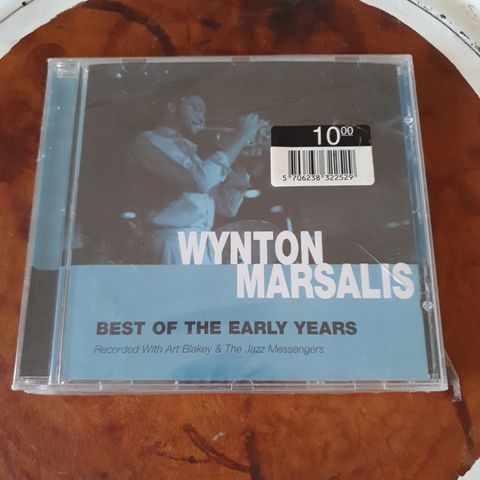 10⁰⁰
5 706238 322529
WYNTON
MARSALIS
BEST OF THE EARLY YEARS
Recorded With Art Blakey & The Jazz Messengers